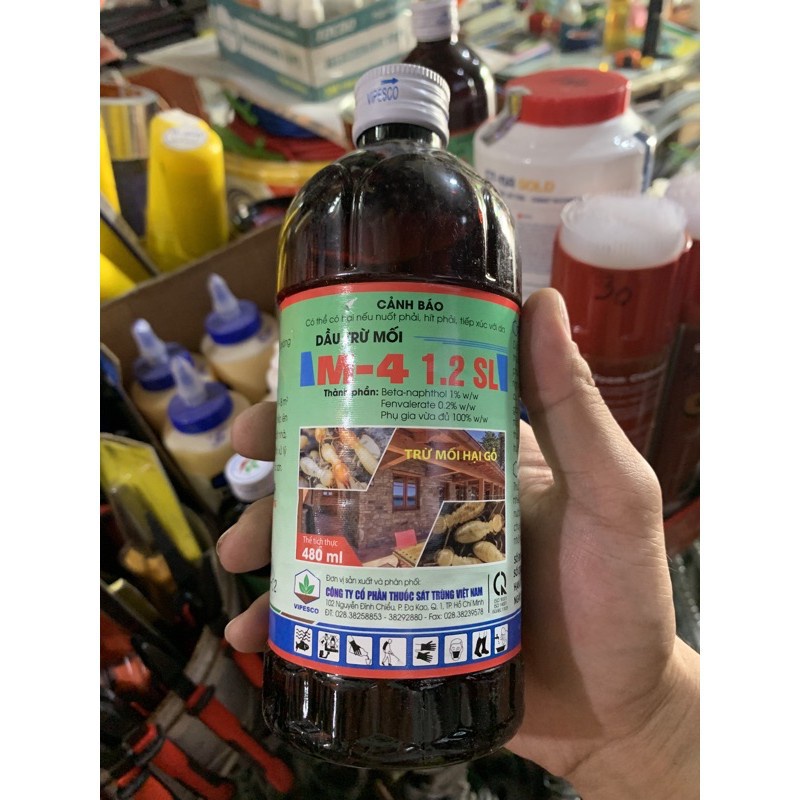 VIPESCO
CẢNH BÁO
Có thể có hại nếu nuốt phải, hít phải, tiếp xúc với da
DẦU TRỪ MỐI
M-4 1.2 SL
Thành phần: Beta-naphthol 1% w/w
Fenvalerate 0.2% w/w
Phụ gia vừa đủ 100% w/w
TRỪ MỐI HẠI GỖ
Thể tích thực
480 ml
VIPESCO
Đơn vị sản xuất và phân phối:
CÔNG TY CỔ PHẦN THUỐC SÁT TRÙNG VIỆT NAM
102 Nguyễn Đình Chiểu, P. Đa Kao, Q. 1, TP. Hồ Chí Minh
ĐT: 028.38258853 - 38292880 - Fax: 028.38239578
GOLD
30